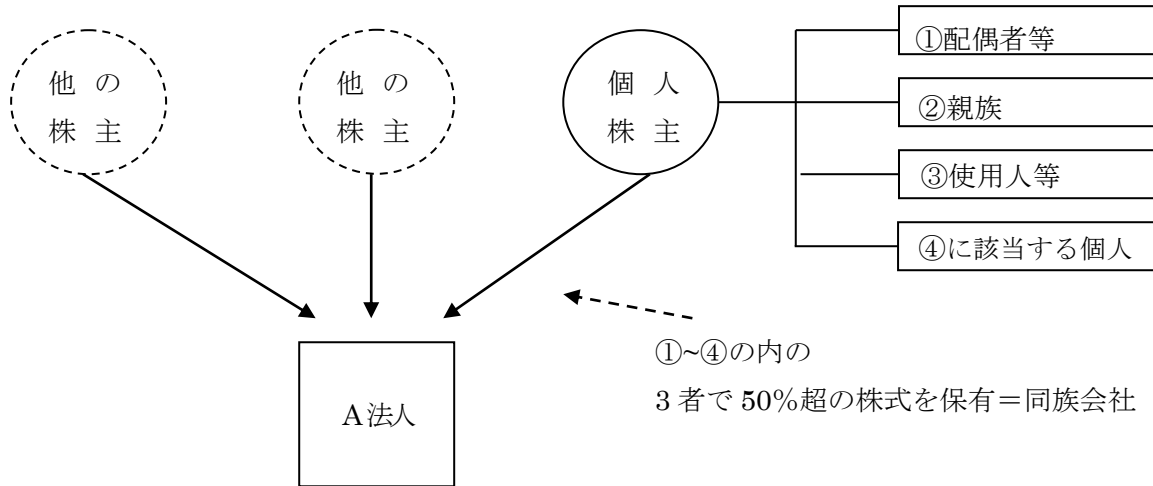 他の
株主
他の
株主
個人
株主
①配偶者等
②親族
③使用人等
④に該当する個人
①~④の内の
3者で50%超の株式を保有=同族会社
A法人